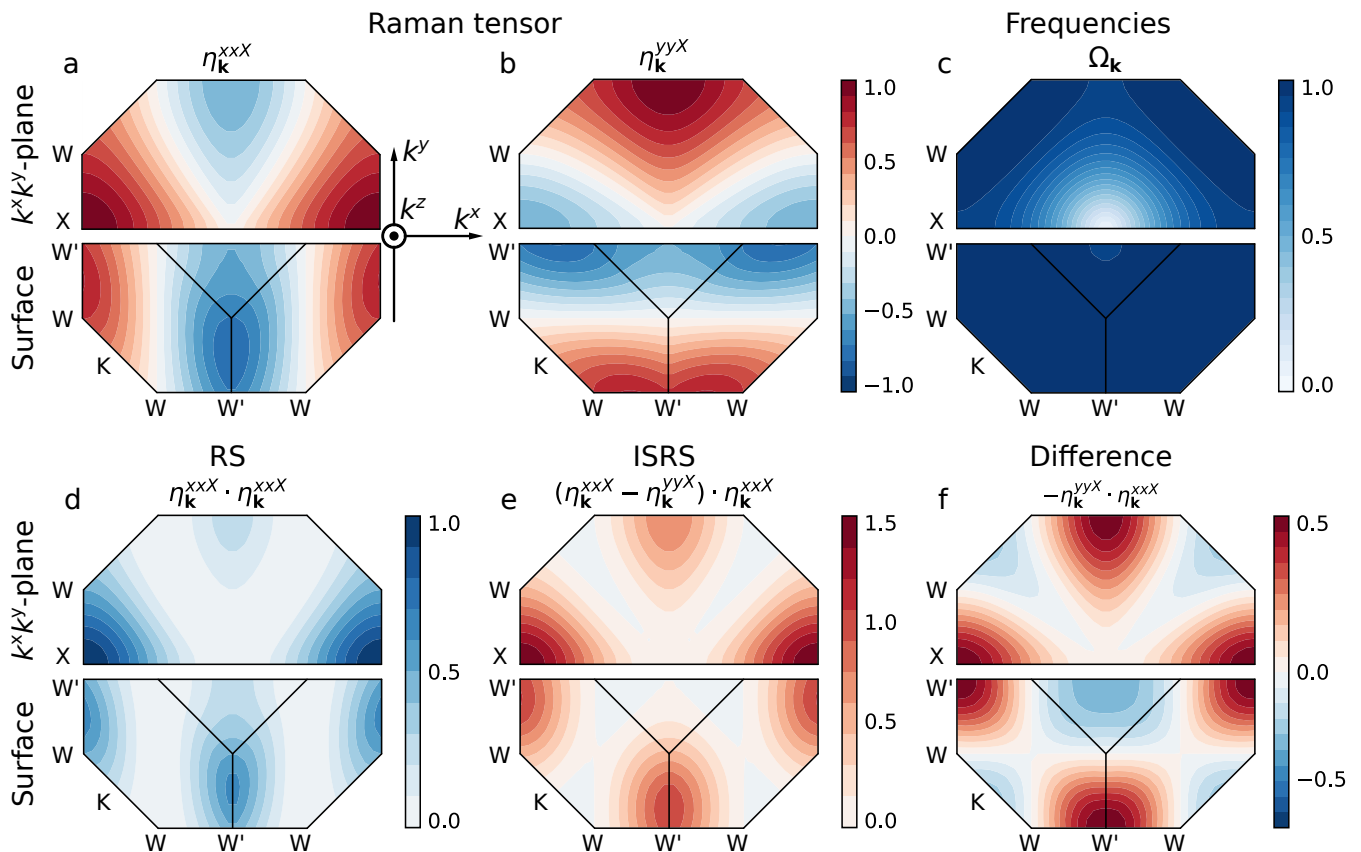 Raman tensor
Frequencies
a
η_k^{xxX}
b
η_k^{yyX}
c
Ω_k
k^x k^y-plane
W
X
k^y
k^z
k^x
W
X
W
X
1.0
0.5
0.0
−0.5
−1.0
1.0
0.5
0.0
Surface
W'
W
K
W
W'
W
W'
W
K
W
W'
W
W'
W
K
W
W'
W
RS
ISRS
Difference
d
η_k^{xxX} · η_k^{xxX}
e
(η_k^{xxX} − η_k^{yyX}) · η_k^{xxX}
f
−η_k^{yyX} · η_k^{xxX}
k^x k^y-plane
W
X
W
X
W
X
1.0
0.5
0.0
1.5
1.0
0.5
0.0
0.5
0.0
−0.5
Surface
W'
W
K
W
W'
W
W'
W
K
W
W'
W
W'
W
K
W
W'
W